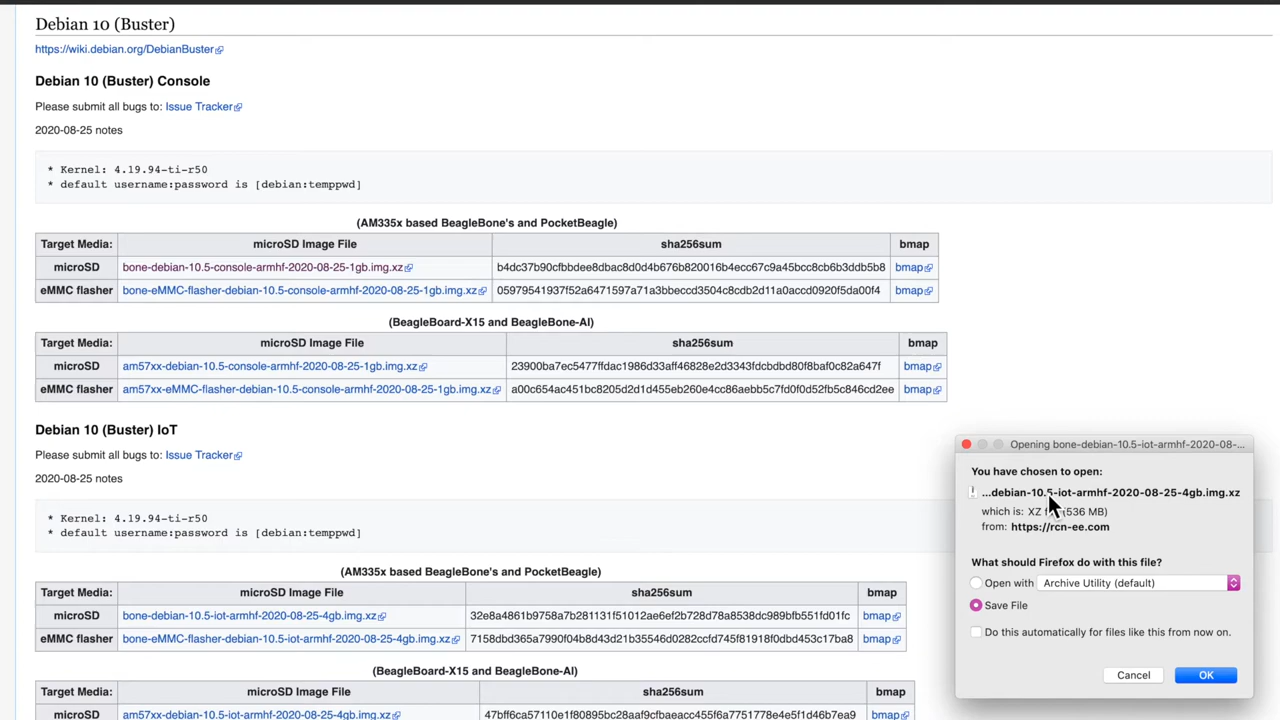 Debian 10 (Buster)
https://wiki.debian.org/DebianBuster
Debian 10 (Buster) Console
Please submit all bugs to: Issue Tracker
2020-08-25 notes
* Kernel: 4.19.94-ti-r50
* default username:password is [debian:temppwd]
(AM335x based BeagleBone's and PocketBeagle)
Target Media: microSD Image File sha256sum bmap
microSD bone-debian-10.5-console-armhf-2020-08-25-1gb.img.xz b4dc37b90cfbbdee8dbac8d0d4b676b820016b4ecc67c9a45bcc8cb6b3ddb5b8 bmap
eMMC flasher bone-eMMC-flasher-debian-10.5-console-armhf-2020-08-25-1gb.img.xz 05979541937f52a6471597a71a3bbeccd3504c8cdb2d11a0accd0920f5da00f4 bmap
(BeagleBoard-X15 and BeagleBone-AI)
Target Media: microSD Image File sha256sum bmap
microSD am57xx-debian-10.5-console-armhf-2020-08-25-1gb.img.xz 23900ba7ec5477ffdac1986d33aff46828e2d3343fdcbdbd80f8baf0c82a647f bmap
eMMC flasher am57xx-eMMC-flasher-debian-10.5-console-armhf-2020-08-25-1gb.img.xz a00c654ac451bc8205d2d1d455eb260e4cc86aebb5c7fd0f0d52fb5c846cd2ee bmap
Debian 10 (Buster) IoT
Please submit all bugs to: Issue Tracker
2020-08-25 notes
* Kernel: 4.19.94-ti-r50
* default username:password is [debian:temppwd]
(AM335x based BeagleBone's and PocketBeagle)
Target Media: microSD Image File sha256sum bmap
microSD bone-debian-10.5-iot-armhf-2020-08-25-4gb.img.xz 32e8a4861b9758a7b281131f51012ae6ef2b728d78a8538dc989bfb551fd01fc bmap
eMMC flasher bone-eMMC-flasher-debian-10.5-iot-armhf-2020-08-25-4gb.img.xz 7158dbd365a7990f04b8d43d21b35546d0282ccfd745f81918f0dbd453c17ba8 bmap
(BeagleBoard-X15 and BeagleBone-AI)
Target Media: microSD Image File sha256sum bmap
microSD am57xx-debian-10.5-iot-armhf-2020-08-25-4gb.img.xz 47bff6ca57110e1f80895bc28aaf9cfbaeacc455f6a7751778e4e5f1d46b7ea9 bmap
Opening bone-debian-10.5-iot-armhf-2020-08-...
You have chosen to open:
...debian-10.5-iot-armhf-2020-08-25-4gb.img.xz
which is: XZ (536 MB)
from: https://rcn-ee.com
What should Firefox do with this file?
Open with Archive Utility (default)
Save File
Do this automatically for files like this from now on.
Cancel OK